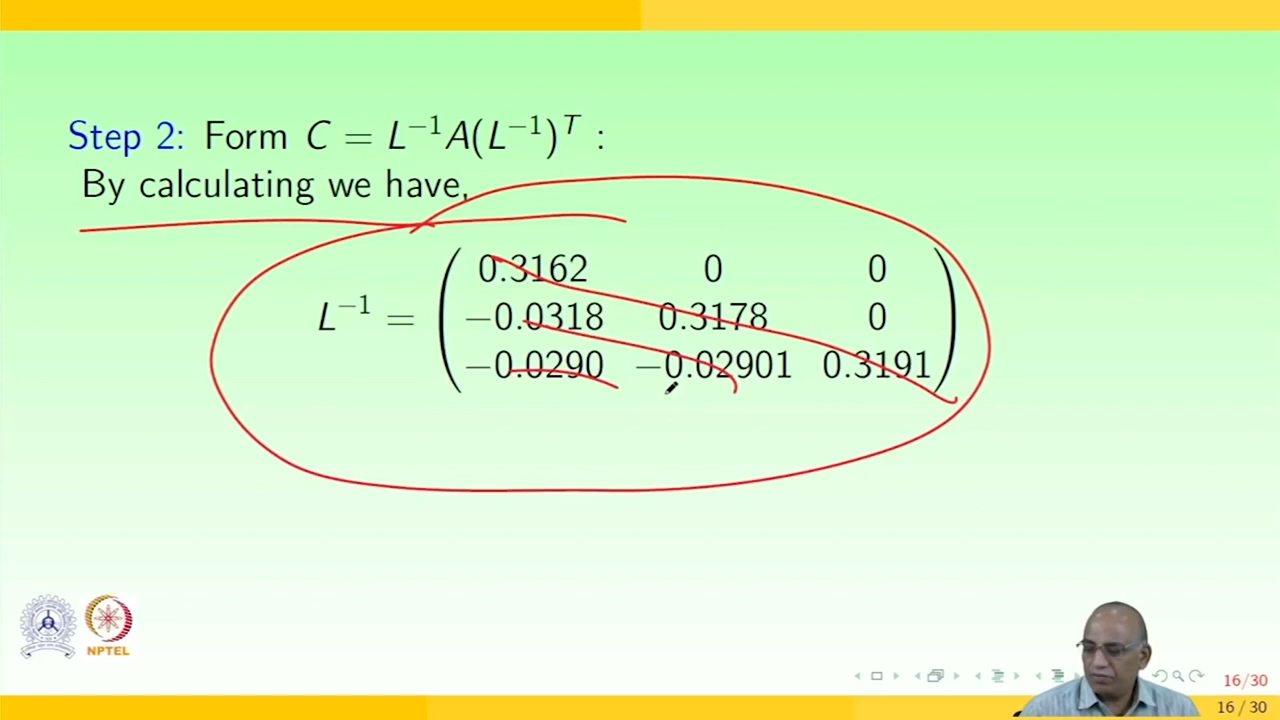 Step 2: Form C = L⁻¹A(L⁻¹)ᵀ :
By calculating we have,
L⁻¹ = ( 0.3162 0 0
−0.0318 0.3178 0
−0.0290 −0.02901 0.3191 )
NPTEL
16/30
16 / 30